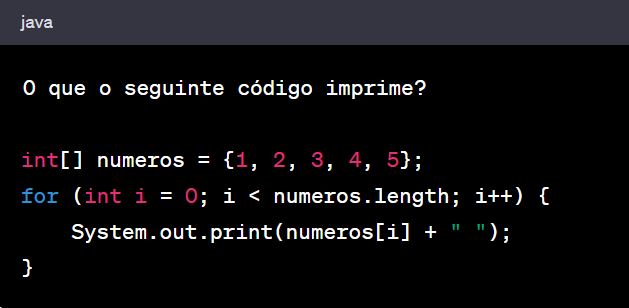 java
O que o seguinte código imprime?
int[] numeros = {1, 2, 3, 4, 5};
for (int i = 0; i < numeros.length; i++) {
    System.out.print(numeros[i] + " ");
}